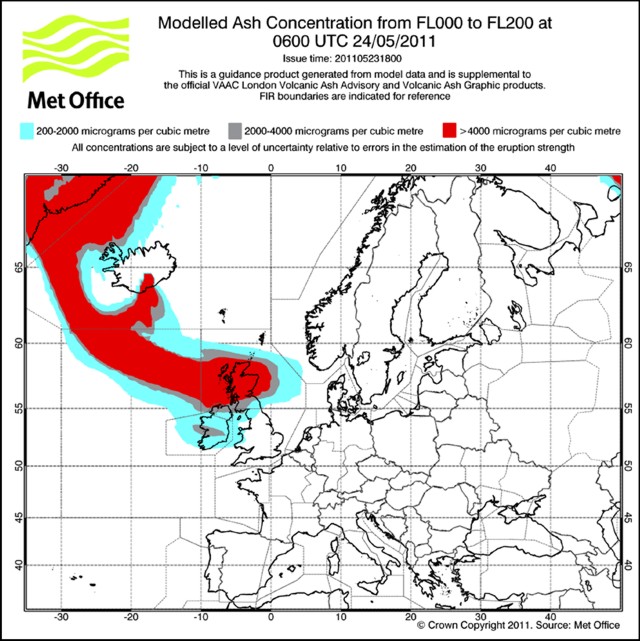 Met Office
Modelled Ash Concentration from FL000 to FL200 at
0600 UTC 24/05/2011
Issue time: 201105231800
This is a guidance product generated from model data and is supplemental to
the official VAAC London Volcanic Ash Advisory and Volcanic Ash Graphic products.
FIR boundaries are indicated for reference
200-2000 micrograms per cubic metre 2000-4000 micrograms per cubic metre >4000 micrograms per cubic metre
All concentrations are subject to a level of uncertainty relative to errors in the estimation of the eruption strength
-30 -20 -10 0 10 20 30 40
65 65
60 60
55 55
50 50
45 45
40 40
-30 -20 -10 0 10 20 30 40
© Crown Copyright 2011. Source: Met Office